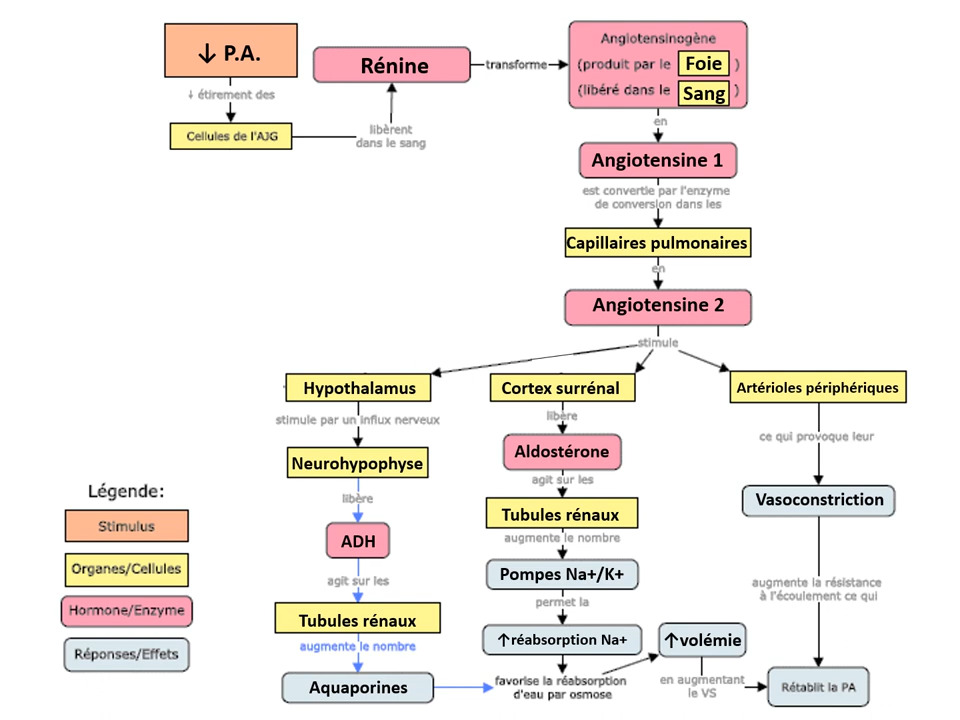 ↓ P.A.
↓ étirement des
Cellules de l'AJG
libèrent
dans le sang
Rénine
transforme
Angiotensinogène
(produit par le Foie )
(libéré dans le Sang )
en
Angiotensine 1
est convertie par l'enzyme
de conversion dans les
Capillaires pulmonaires
en
Angiotensine 2
stimule
Hypothalamus
stimule par un influx nerveux
Neurohypophyse
libère
ADH
agit sur les
Tubules rénaux
augmente le nombre
Aquaporines
Cortex surrénal
libère
Aldostérone
agit sur les
Tubules rénaux
augmente le nombre
Pompes Na+/K+
permet la
↑réabsorption Na+
favorise la réabsorption
d'eau par osmose
↑volémie
en augmentant
le VS
Artérioles périphériques
ce qui provoque leur
Vasoconstriction
augmente la résistance
à l'écoulement ce qui
Rétablit la PA
Légende:
Stimulus
Organes/Cellules
Hormone/Enzyme
Réponses/Effets